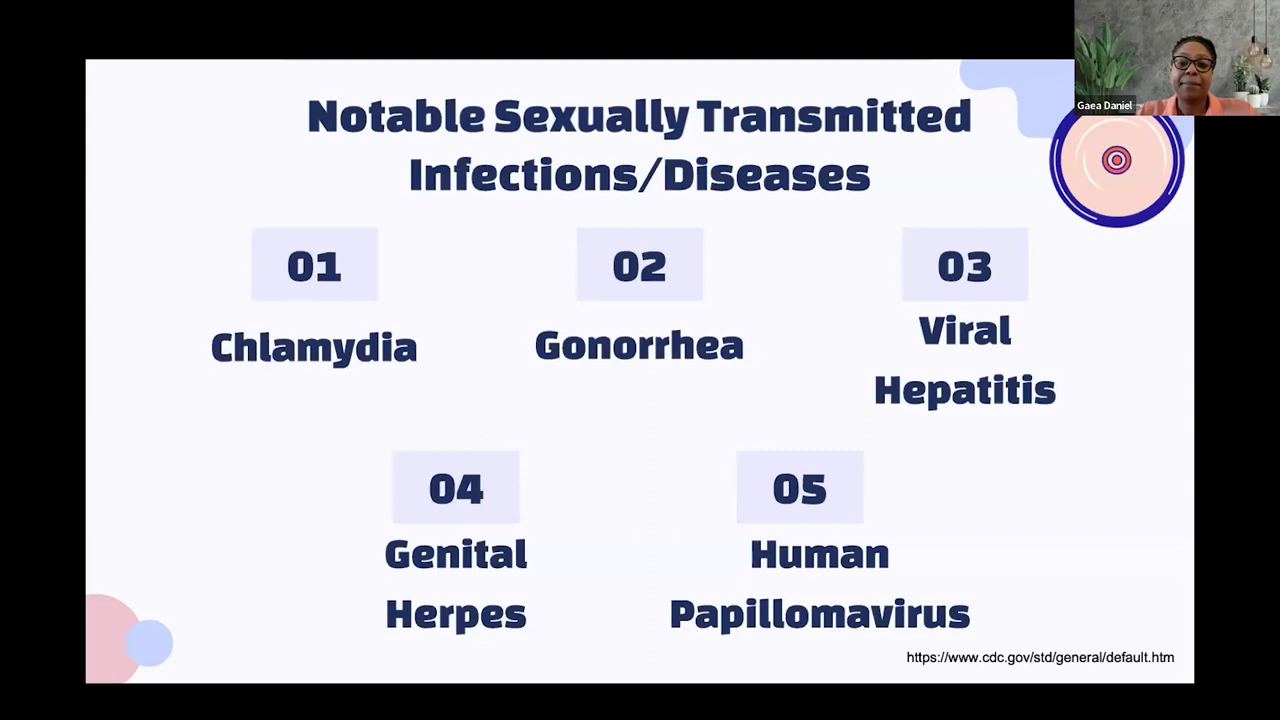 Gaea Daniel
Notable Sexually Transmitted
Infections/Diseases
01
Chlamydia
02
Gonorrhea
03
Viral
Hepatitis
04
Genital
Herpes
05
Human
Papillomavirus
https://www.cdc.gov/std/general/default.htm